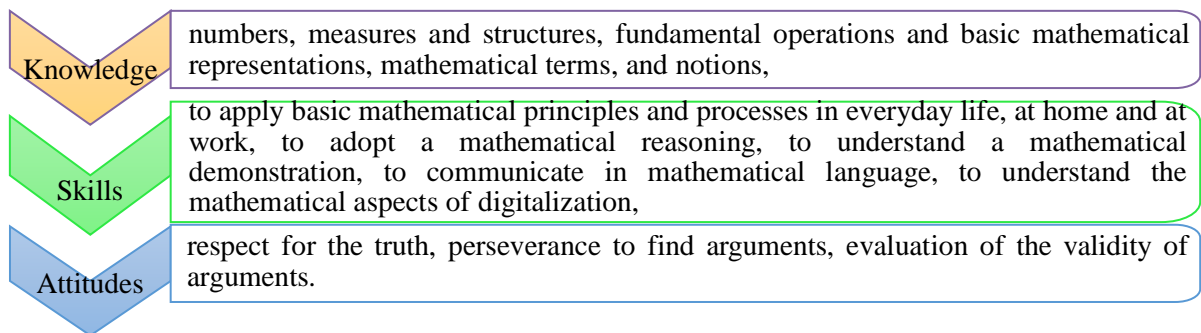 Knowledge
numbers, measures and structures, fundamental operations and basic mathematical
representations, mathematical terms, and notions,
Skills
to apply basic mathematical principles and processes in everyday life, at home and at
work, to adopt a mathematical reasoning, to understand a mathematical
demonstration, to communicate in mathematical language, to understand the
mathematical aspects of digitalization,
Attitudes
respect for the truth, perseverance to find arguments, evaluation of the validity of
arguments.